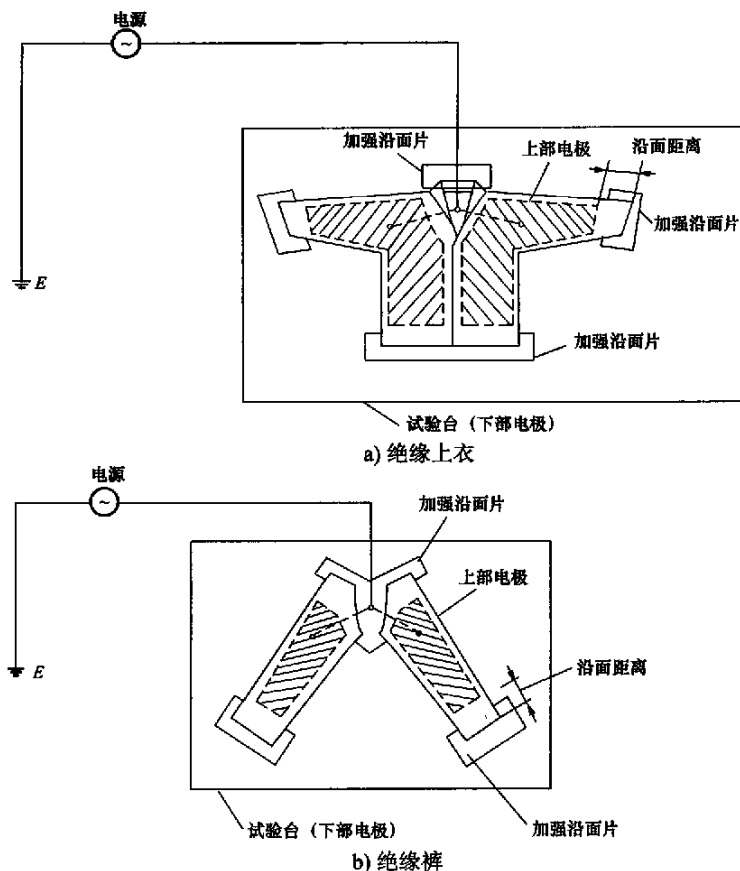 电源
~
加强沿面片
上部电极
沿面距离
加强沿面片
E
加强沿面片
试验台（下部电极）
a) 绝缘上衣
电源
~
加强沿面片
上部电极
E
沿面距离
试验台（下部电极）
加强沿面片
b) 绝缘裤